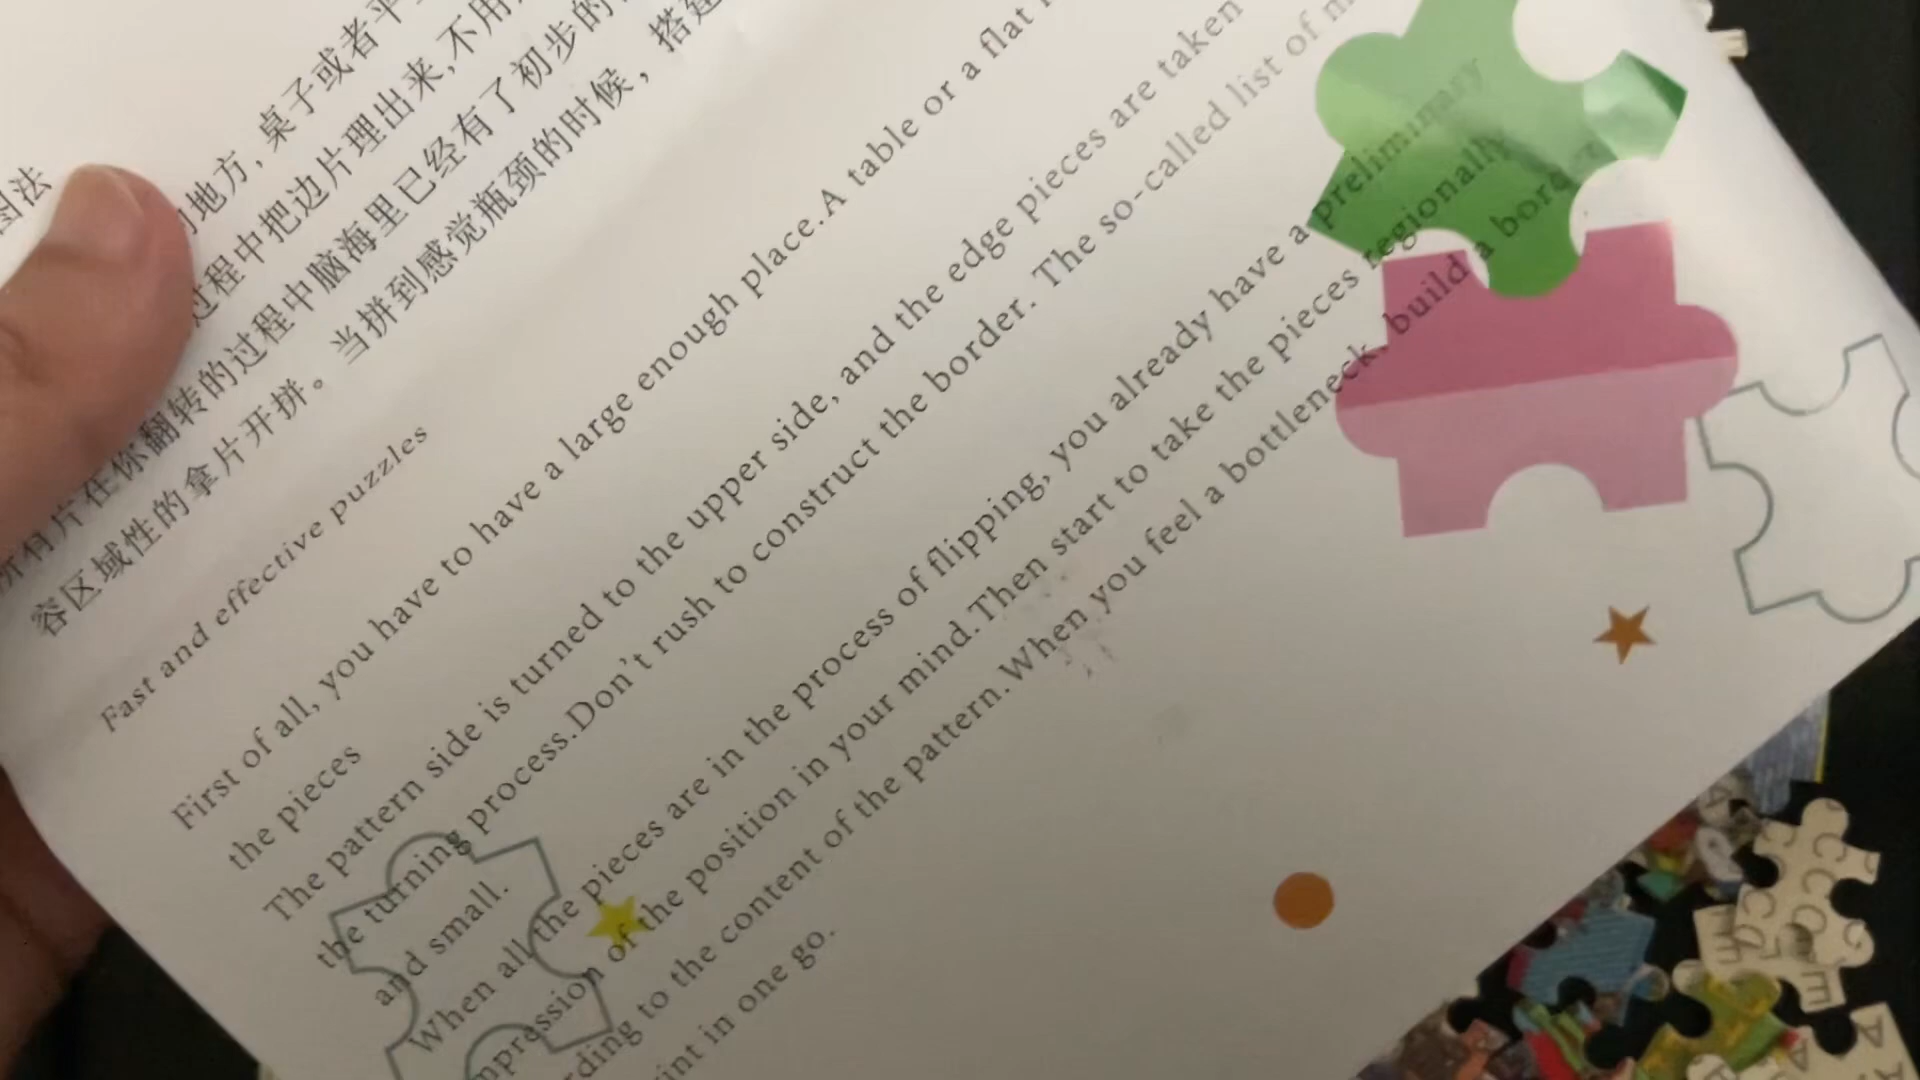 图法
地方，桌子或者平
过程中把边片理出来，不用
所有片在你翻转的过程中脑海里已经有了初步的
容区域性的拿片开拼。当拼到感觉瓶颈的时候，搭建
Fast and effective puzzles
First of all, you have to have a large enough place.A table or a flat
the pieces
The pattern side is turned to the upper side, and the edge pieces are taken
the turning process.Don't rush to construct the border. The so-called list of
and small.
When all the pieces are in the process of flipping, you already have a preliminary
impression of the position in your mind.Then start to take the pieces regionally
to the content of the pattern.When you feel a bottleneck, build a border
in one go.